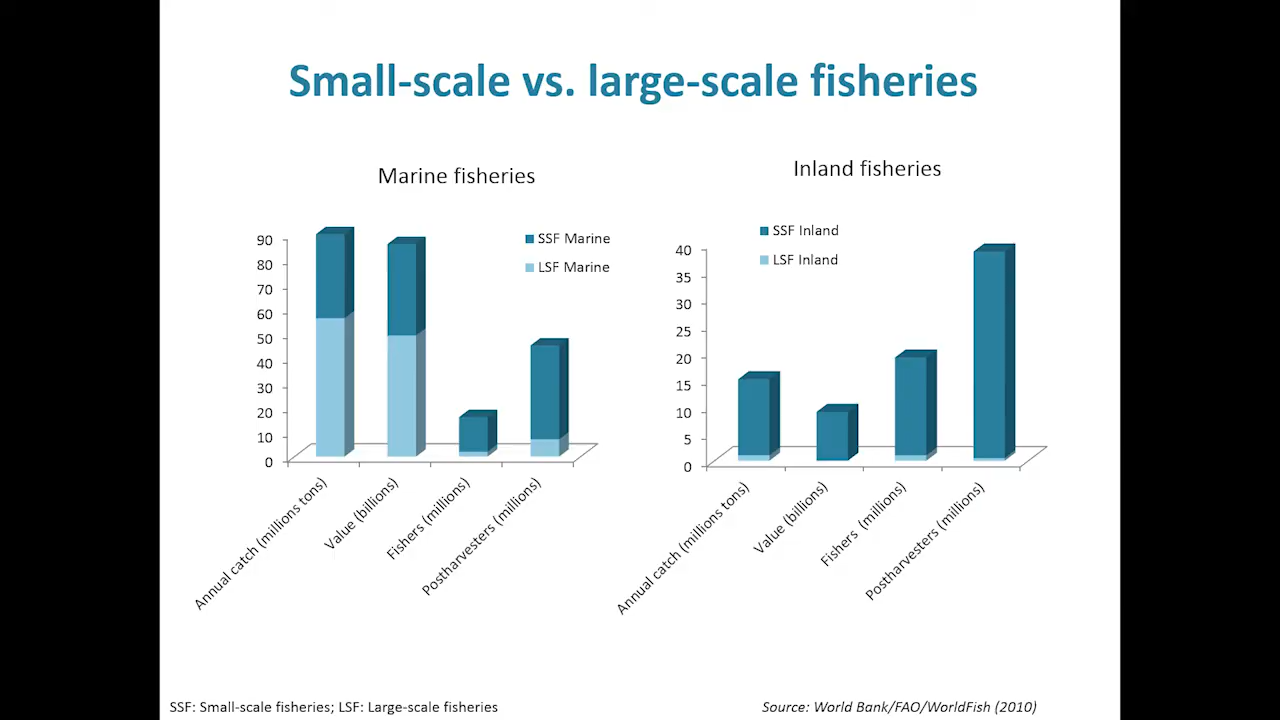 Small-scale vs. large-scale fisheries
Marine fisheries
SSF Marine
LSF Marine
90
80
70
60
50
40
30
20
10
0
Annual catch (millions tons)
Value (billions)
Fishers (millions)
Postharvesters (millions)
Inland fisheries
SSF Inland
LSF Inland
40
35
30
25
20
15
10
5
0
Annual catch (millions tons)
Value (billions)
Fishers (millions)
Postharvesters (millions)
SSF: Small-scale fisheries; LSF: Large-scale fisheries
Source: World Bank/FAO/WorldFish (2010)